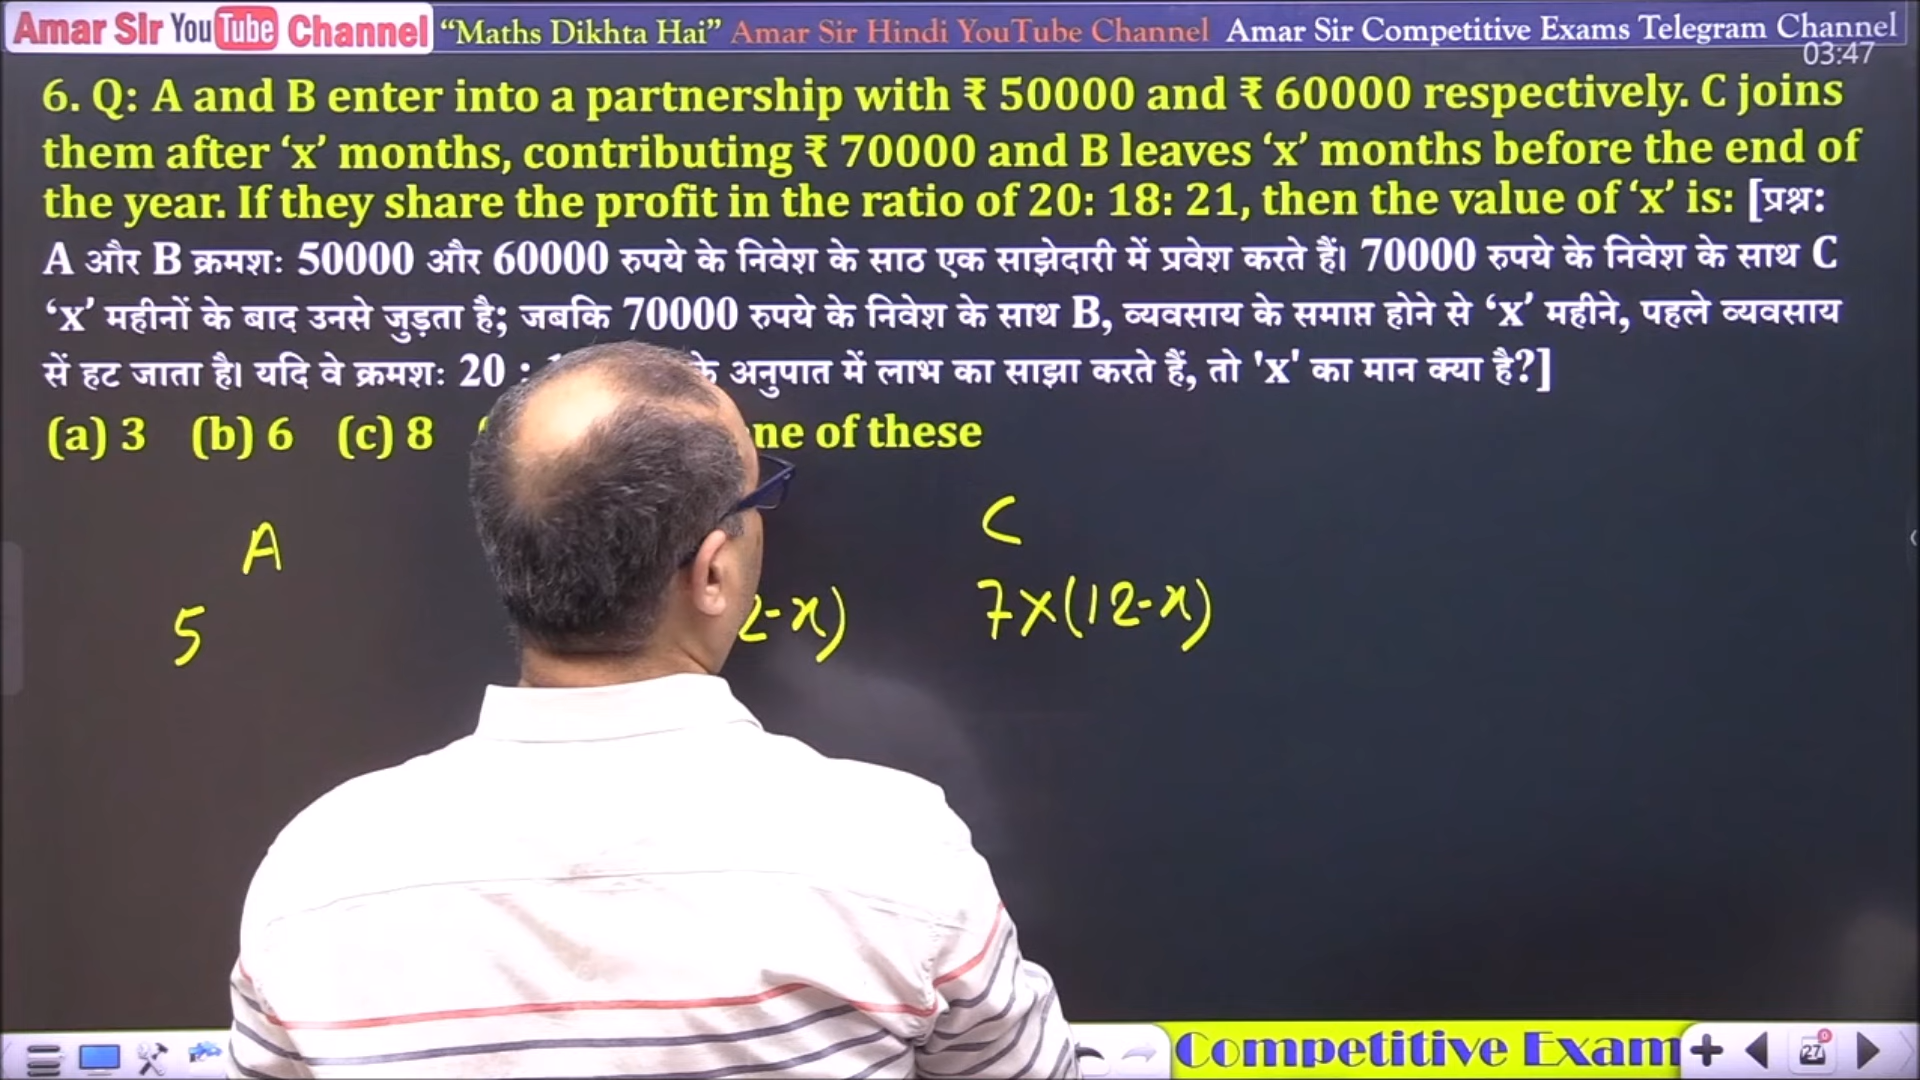 Amar Sir YouTube Channel "Maths Dikhta Hai" Amar Sir Hindi YouTube Channel Amar Sir Competitive Exams Telegram Channel
03:47
6. Q: A and B enter into a partnership with ₹ 50000 and ₹ 60000 respectively. C joins
them after ‘x’ months, contributing ₹ 70000 and B leaves ‘x’ months before the end of
the year. If they share the profit in the ratio of 20: 18: 21, then the value of ‘x’ is: [प्रश्न:
A और B क्रमशः 50000 और 60000 रुपये के निवेश के साठ एक साझेदारी में प्रवेश करते हैं। 70000 रुपये के निवेश के साथ C
‘x’ महीनों के बाद उनसे जुड़ता है; जबकि 70000 रुपये के निवेश के साथ B, व्यवसाय के समाप्त होने से ‘x’ महीने, पहले व्यवसाय
सें हट जाता है। यदि वे क्रमशः 20 : के अनुपात में लाभ का साझा करते हैं, तो 'x' का मान क्या है?]
(a) 3 (b) 6 (c) 8 ne of these
A C
5 2-x) 7x(12-x)
Competitive Exam
27